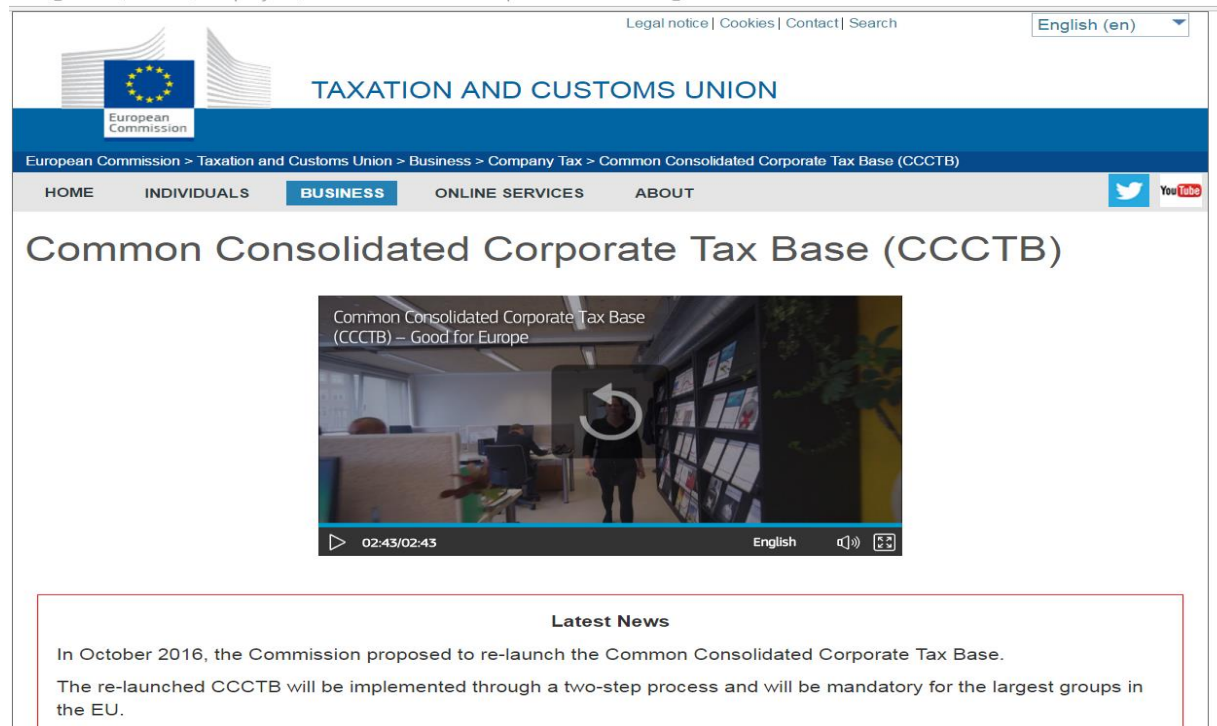 Legal notice | Cookies | Contact | Search
English (en)
TAXATION AND CUSTOMS UNION
European
Commission
European Commission > Taxation and Customs Union > Business > Company Tax > Common Consolidated Corporate Tax Base (CCCTB)
HOME INDIVIDUALS BUSINESS ONLINE SERVICES ABOUT
You Tube
Common Consolidated Corporate Tax Base (CCCTB)
Common Consolidated Corporate Tax Base
(CCCTB) – Good for Europe
02:43/02:43 English
Latest News
In October 2016, the Commission proposed to re-launch the Common Consolidated Corporate Tax Base.
The re-launched CCCTB will be implemented through a two-step process and will be mandatory for the largest groups in
the EU.